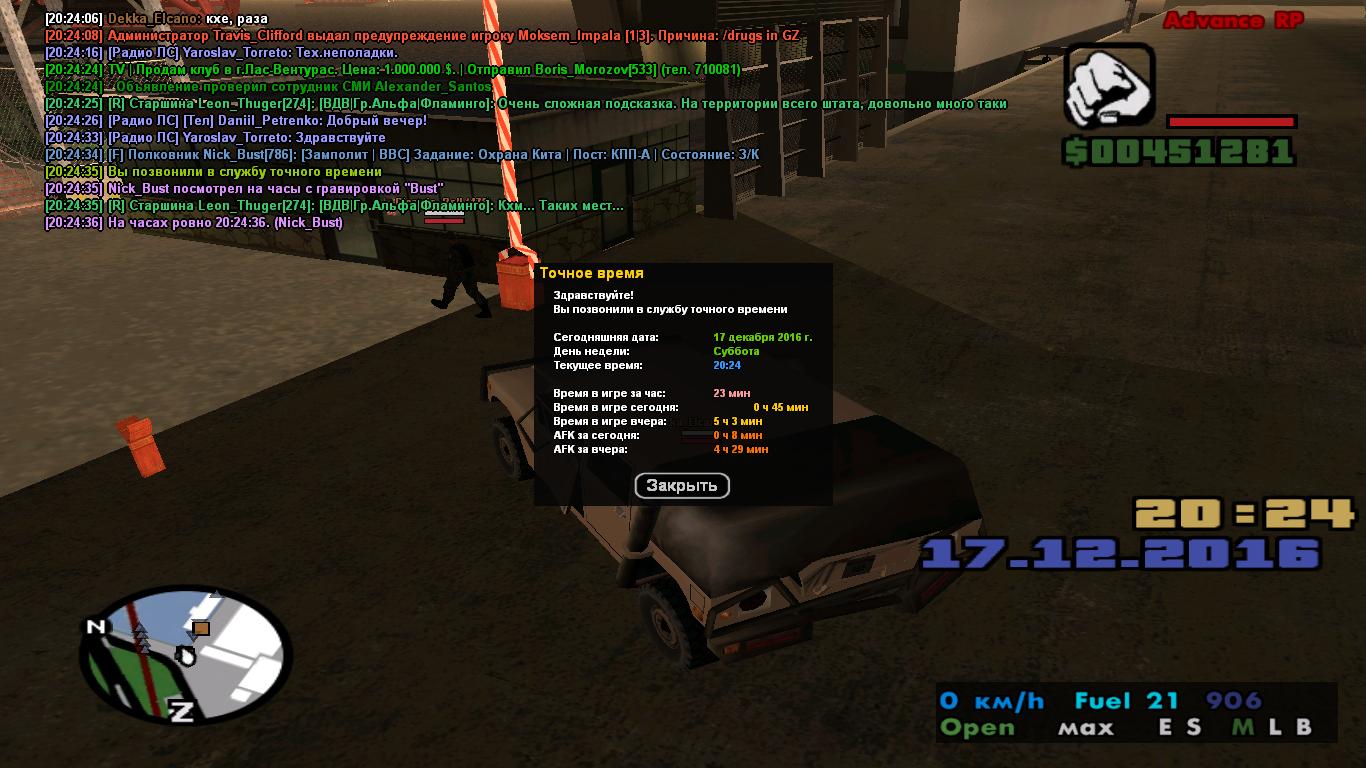 [20:24:06] Dekka_Elcano: кхе, раза
[20:24:08] Администратор Travis_Clifford выдал предупреждение игроку Moksem_Impala [1|3]. Причина: /drugs in GZ
[20:24:16] [Радио ЛС] Yaroslav_Torreto: Тех.неполадки.
[20:24:24] TV | Продам клуб в г.Лас-Вентурас. Цена: 1.000.000 $. | Отправил Boris_Morozov[533] (тел. 710081)
[20:24:24] Объявление проверил сотрудник СМИ Alexander_Santos
[20:24:25] [R] Старшина Leon_Thuger[274]: [ВДВ|Гр.Альфа|Фламинго]: Очень сложная подсказка. На территории всего штата, довольно много таки
[20:24:26] [Радио ЛС] [Тел] Daniil_Petrenko: Добрый вечер!
[20:24:33] [Радио ЛС] Yaroslav_Torreto: Здравствуйте
[20:24:34] [F] Полковник Nick_Bust[786]: [Замполит | ВВС] Задание: Охрана Кита | Пост: КПП-А | Состояние: З/К
[20:24:35] Вы позвонили в службу точного времени
[20:24:35] Nick_Bust посмотрел на часы с гравировкой "Bust"
[20:24:35] [R] Старшина Leon_Thuger[274]: [ВДВ|Гр.Альфа|Фламинго]: Кхм... Таких мест...
[20:24:36] На часах ровно 20:24:36. (Nick_Bust)
Advance RP
$00451281
Точное время
Здравствуйте!
Вы позвонили в службу точного времени
Сегодняшняя дата: 17 декабря 2016 г.
День недели: Суббота
Текущее время: 20:24
Время в игре за час: 23 мин
Время в игре сегодня: 0 ч 45 мин
Время в игре вчера: 5 ч 3 мин
AFK за сегодня: 0 ч 8 мин
AFK за вчера: 4 ч 29 мин
Закрыть
20:24
17.12.2016
N
Z
0 км/h Fuel 21 906
Open мах E S M L B